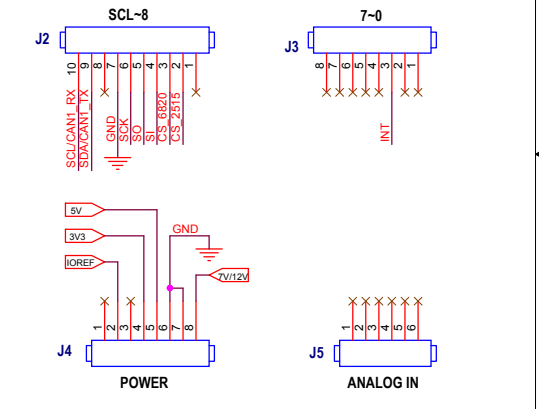 SCL~8
J2
10 9 8 7 6 5 4 3 2 1
SCL/CAN1_RX
SDA/CAN1_TX
GND
SCK
SO
SI
CS_6820
CS_2515
7~0
J3
8 7 6 5 4 3 2 1
INT
5V
3V3
IOREF
GND
7V/12V
1 2 3 4 5 6 7 8
J4
POWER
1 2 3 4 5 6
J5
ANALOG IN